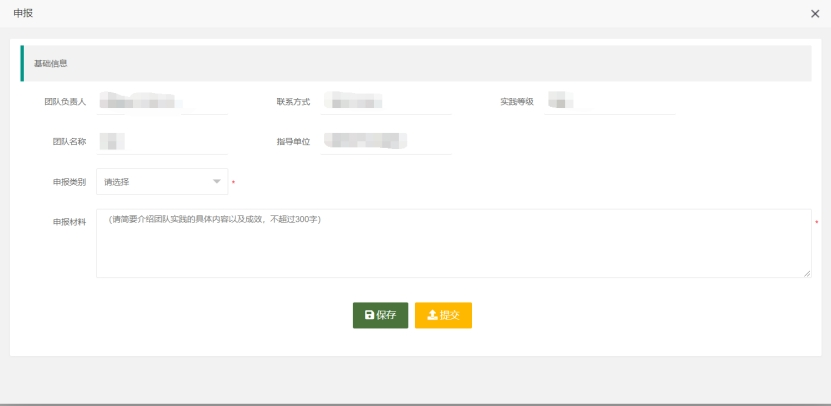 申报
基础信息
团队负责人 联系方式 实践等级
团队名称 指导单位
申报类别 请选择 *
申报材料 （请简要介绍团队实践的具体内容以及成效，不超过300字） *
保存 提交